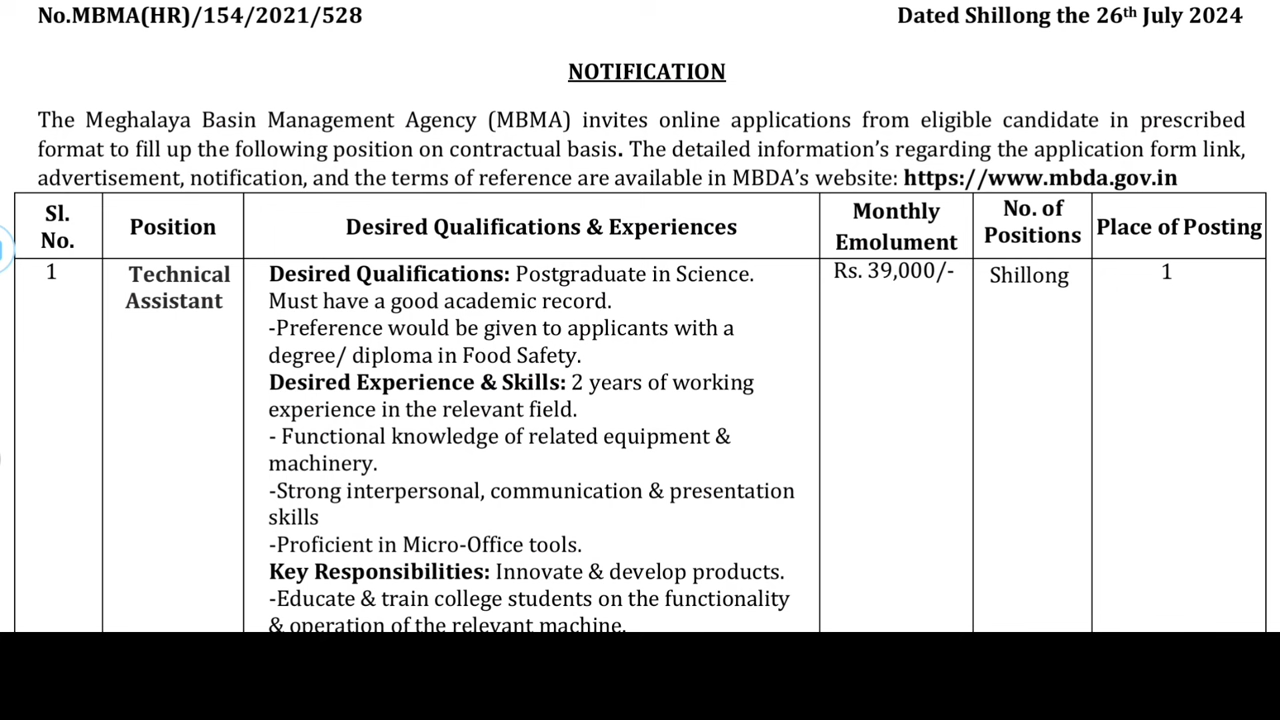 No.MBMA(HR)/154/2021/528 Dated Shillong the 26th July 2024
NOTIFICATION
The Meghalaya Basin Management Agency (MBMA) invites online applications from eligible candidate in prescribed
format to fill up the following position on contractual basis. The detailed information's regarding the application form link,
advertisement, notification, and the terms of reference are available in MBDA's website: https://www.mbda.gov.in
Sl. No. Position Desired Qualifications & Experiences Monthly Emolument No. of Positions Place of Posting
1 Technical Assistant Desired Qualifications: Postgraduate in Science. Rs. 39,000/- Shillong 1
Must have a good academic record.
-Preference would be given to applicants with a
degree/ diploma in Food Safety.
Desired Experience & Skills: 2 years of working
experience in the relevant field.
- Functional knowledge of related equipment &
machinery.
-Strong interpersonal, communication & presentation
skills
-Proficient in Micro-Office tools.
Key Responsibilities: Innovate & develop products.
-Educate & train college students on the functionality
& operation of the relevant machine.